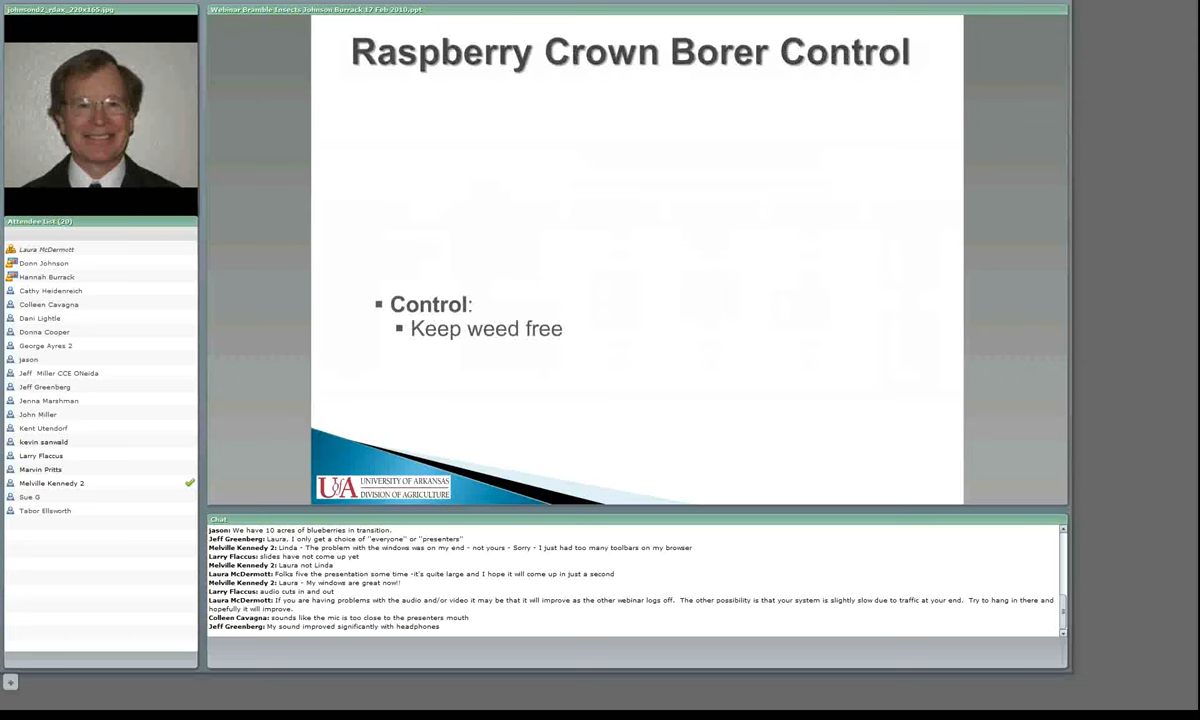 johnsond2_rdax_220x165.jpg
Webinar Bramble Insects Johnson Burrack 17 Feb 2010.ppt
Raspberry Crown Borer Control
▪ Control:
▪ Keep weed free
UofA UNIVERSITY OF ARKANSAS
DIVISION OF AGRICULTURE
Attendee List (20)
Laura McDermott
Donn Johnson
Hannah Burrack
Cathy Heidenreich
Colleen Cavagna
Dani Lightle
Donna Cooper
George Ayres 2
jason
Jeff Miller CCE ONeida
Jeff Greenberg
Jenna Marshman
John Miller
Kent Utendorf
kevin sanwald
Larry Flaccus
Marvin Pritts
Melville Kennedy 2
Sue G
Tabor Ellsworth
Chat
jason: We have 10 acres of blueberries in transition.
Jeff Greenberg: Laura, I only get a choice of "everyone" or "presenters"
Melville Kennedy 2: Linda - The problem with the windows was on my end - not yours - Sorry - I just had too many toolbars on my browser
Larry Flaccus: slides have not come up yet
Melville Kennedy 2: Laura not Linda
Laura McDermott: Folks five the presentation some time -it's quite large and I hope it will come up in just a second
Melville Kennedy 2: Laura - My windows are great now!!
Larry Flaccus: audio cuts in and out
Laura McDermott: If you are having problems with the audio and/or video it may be that it will improve as the other webinar logs off. The other possibility is that your system is slightly slow due to traffic at your end. Try to hang in there and
hopefully it will improve.
Colleen Cavagna: sounds like the mic is too close to the presenters mouth
Jeff Greenberg: My sound improved significantly with headphones